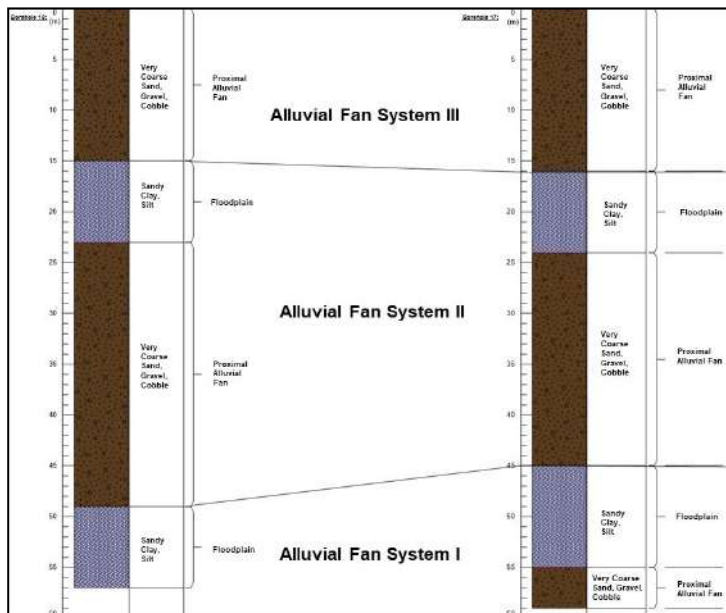 Borehole 16:
(m)
Very
Coarse
Sand,
Gravel,
Cobble
Proximal
Alluvial
Fan
Sandy
Clay,
Silt
Floodplain
Very
Coarse
Sand,
Gravel,
Cobble
Proximal
Alluvial
Fan
Sandy
Clay,
Silt
Floodplain
0
5
10
15
20
25
30
35
40
45
50
55
Alluvial Fan System III
Alluvial Fan System II
Alluvial Fan System I
Borehole 17:
(m)
0
5
10
15
20
25
30
35
40
45
50
55
Very
Coarse
Sand,
Gravel,
Cobble
Proximal
Alluvial
Fan
Sandy
Clay,
Silt
Floodplain
Very
Coarse
Sand,
Gravel,
Cobble
Proximal
Alluvial
Fan
Sandy
Clay,
Silt.
Floodplain
Very Coarse
Sand, Gravel,
Cobble
Proximal
Alluvial
Fan